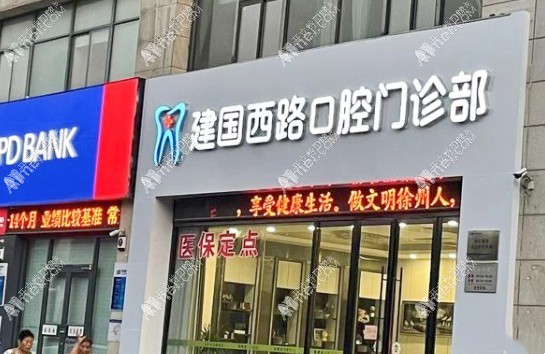 建国西路口腔门诊部
PD BANK
14个月 业绩比较基准 常
，享受健康生活。做文明徐州人，
医保定点